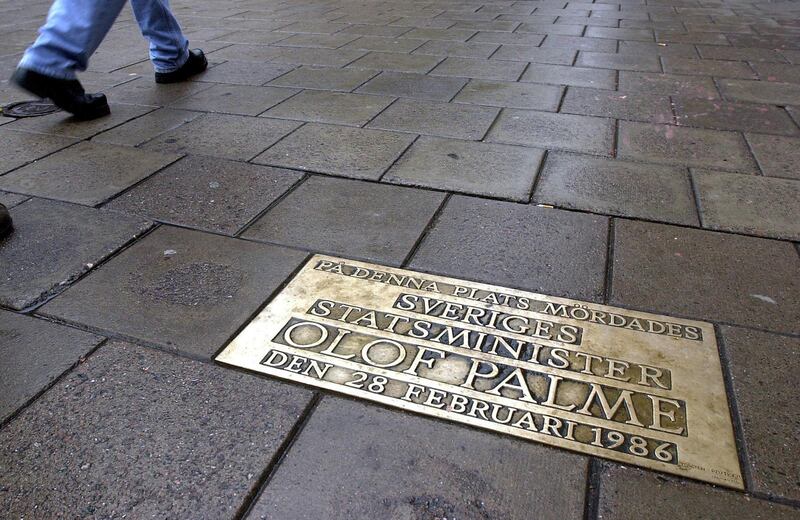 PÅ DENNA PLATS MÖRDADES
SVERIGES
STATSMINISTER
OLOF PALME
DEN 28 FEBRUARI 1986